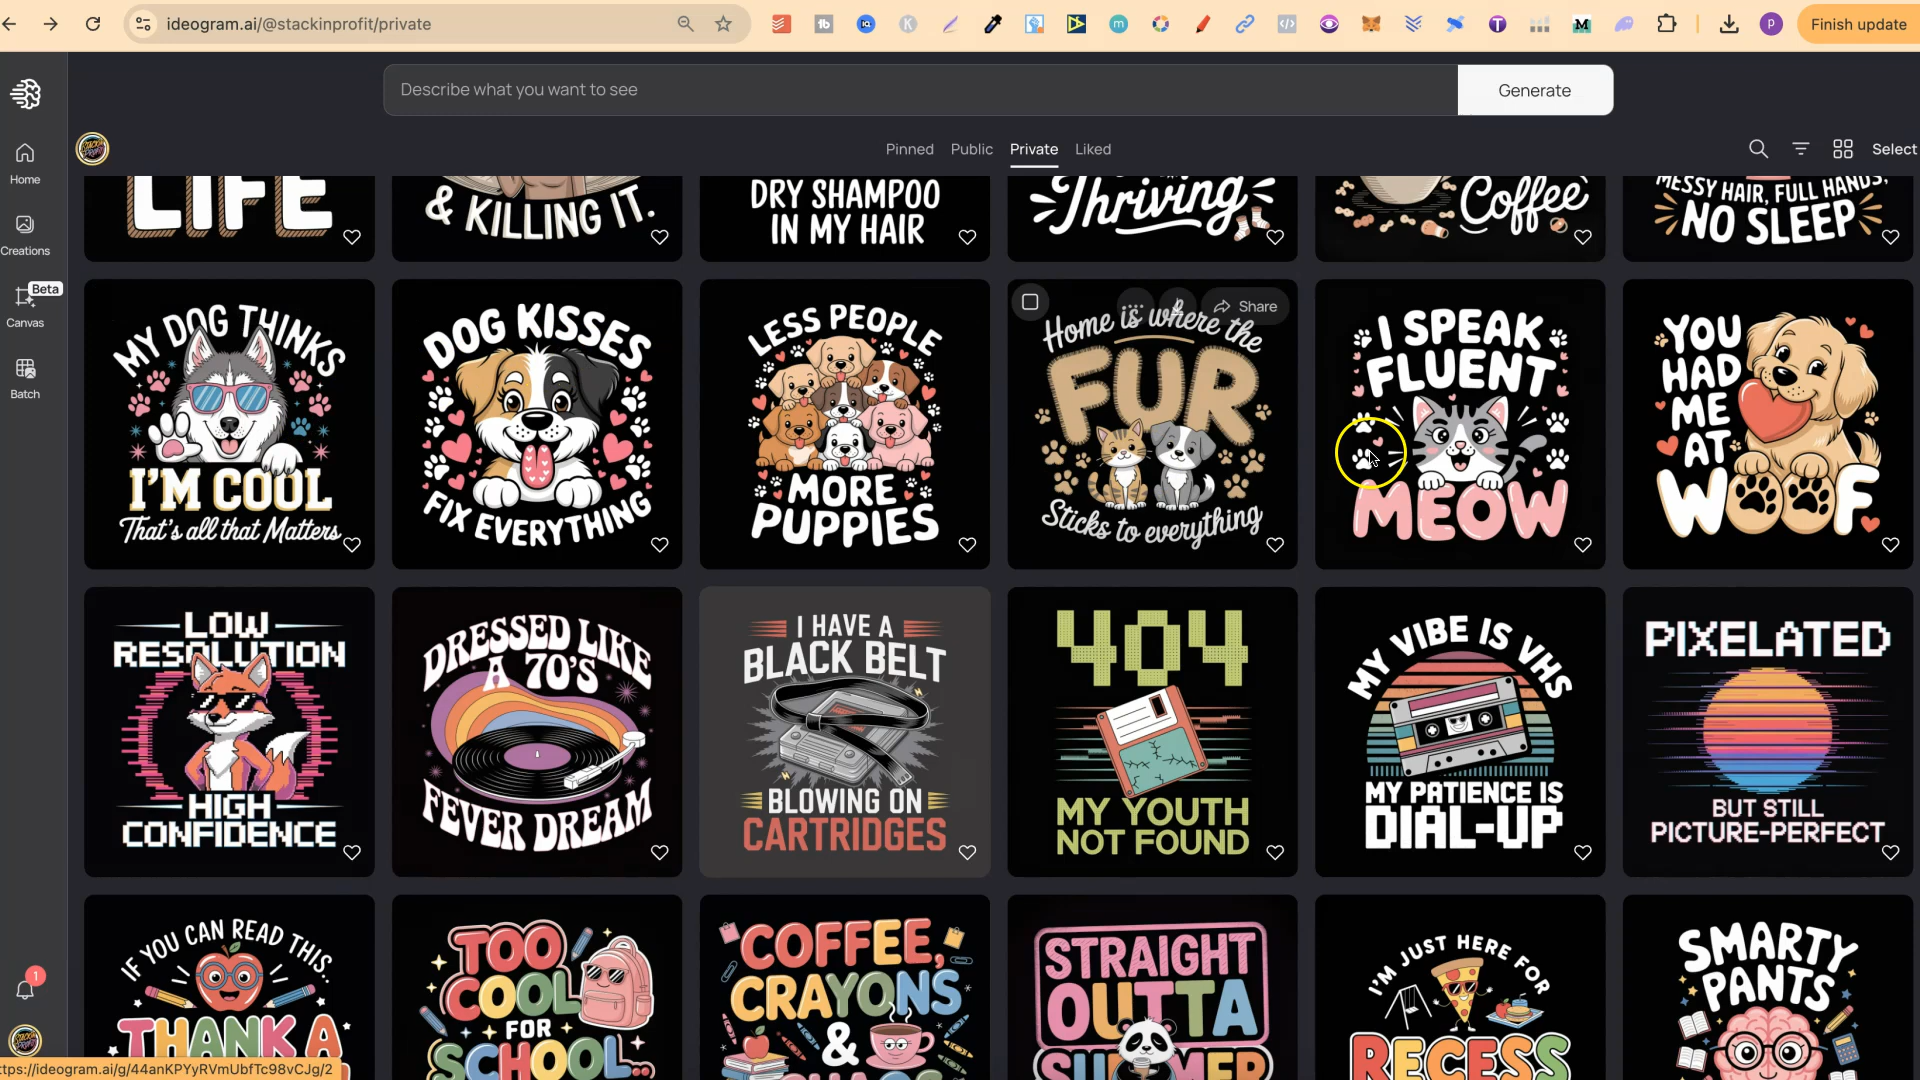 ideogram.ai/@stackinprofit/private
Finish update
Describe what you want to see
Generate
Pinned
Public
Private
Liked
Select
Home
Creations
Beta
Canvas
Batch
1
LIFE
& KILLING IT.
DRY SHAMPOO
IN MY HAIR
Thriving
Coffee
MESSY HAIR, FULL HANDS,
NO SLEEP
MY DOG THINKS
I'M COOL
That's all that Matters
DOG KISSES
FIX EVERYTHING
LESS PEOPLE
MORE
PUPPIES
Share
Home is where the
FUR
Sticks to everything
I SPEAK
FLUENT
MEOW
YOU
HAD
ME
AT
WOOF
LOW
RESOLUTION
HIGH
CONFIDENCE
DRESSED LIKE
A 70'S
FEVER DREAM
I HAVE A
BLACK BELT
BLOWING ON
CARTRIDGES
404
MY YOUTH
NOT FOUND
MY VIBE IS VHS
MY PATIENCE IS
DIAL-UP
PIXELATED
BUT STILL
PICTURE-PERFECT
IF YOU CAN READ THIS..
THANK A
TOO
COOL
FOR
SCHOOL..
COFFEE,
CRAYONS
&
STRAIGHT
OUTTA
SUMMER
I'M JUST HERE FOR
RECESS
SMARTY
PANTS
ttps://ideogram.ai/g/44anKPYyRVmUbfTc98vCJg/2